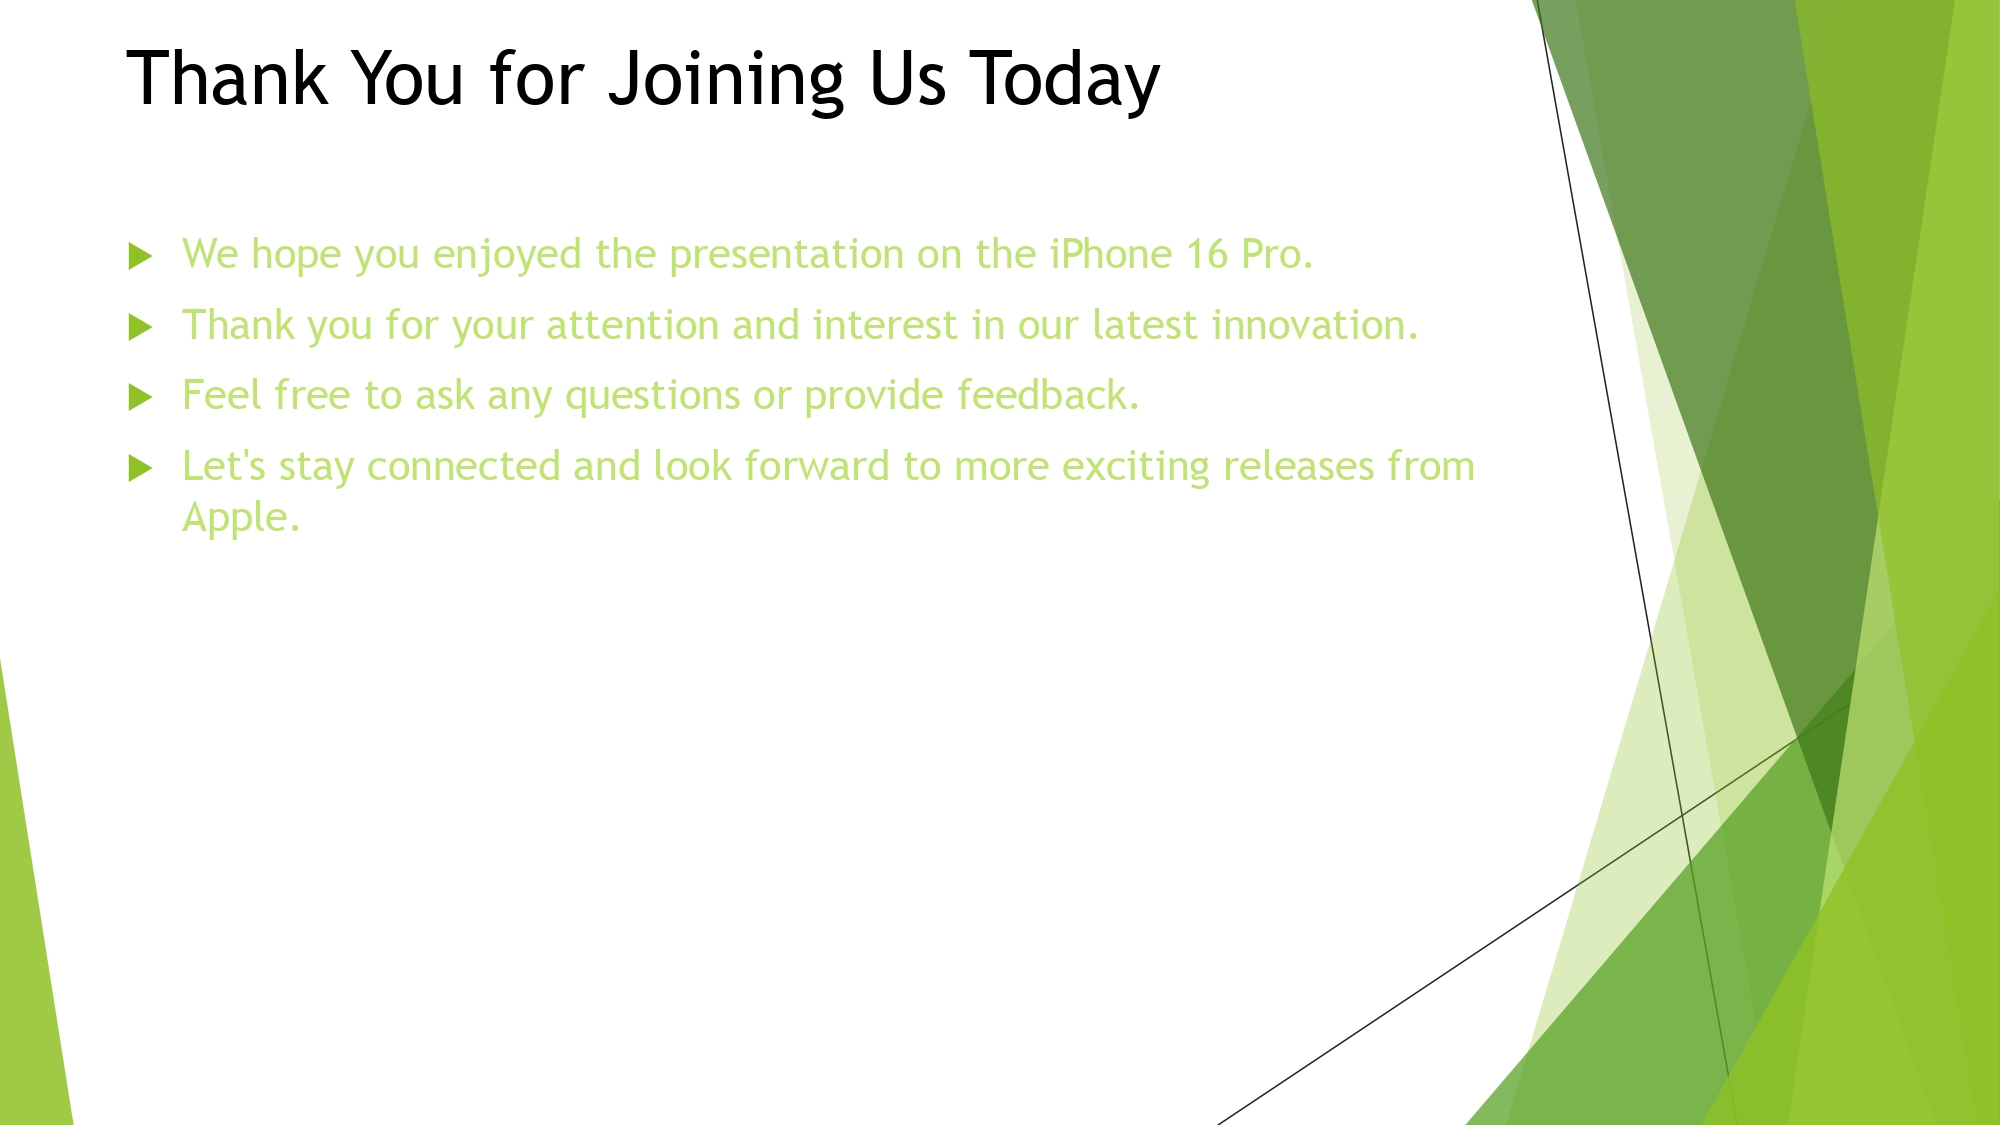 Thank You for Joining Us Today
We hope you enjoyed the presentation on the iPhone 16 Pro.
Thank you for your attention and interest in our latest innovation.
Feel free to ask any questions or provide feedback.
Let's stay connected and look forward to more exciting releases from
Apple.